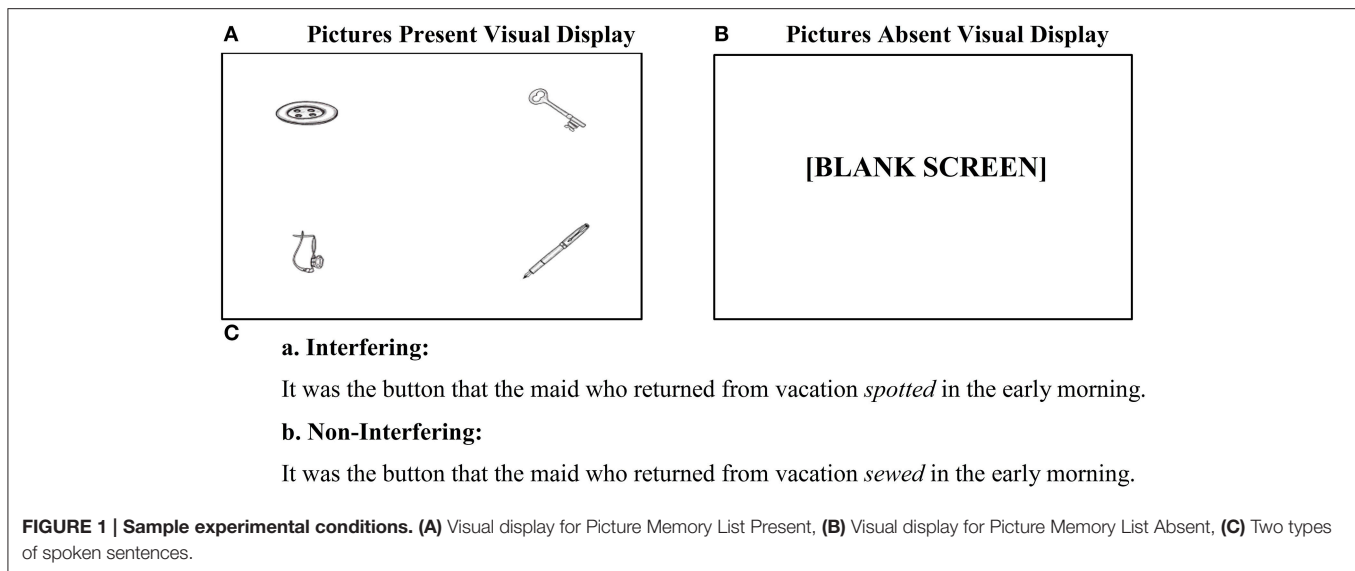 A Pictures Present Visual Display
B Pictures Absent Visual Display
[BLANK SCREEN]
C
a. Interfering:
It was the button that the maid who returned from vacation spotted in the early morning.
b. Non-Interfering:
It was the button that the maid who returned from vacation sewed in the early morning.
FIGURE 1 | Sample experimental conditions. (A) Visual display for Picture Memory List Present, (B) Visual display for Picture Memory List Absent, (C) Two types
of spoken sentences.